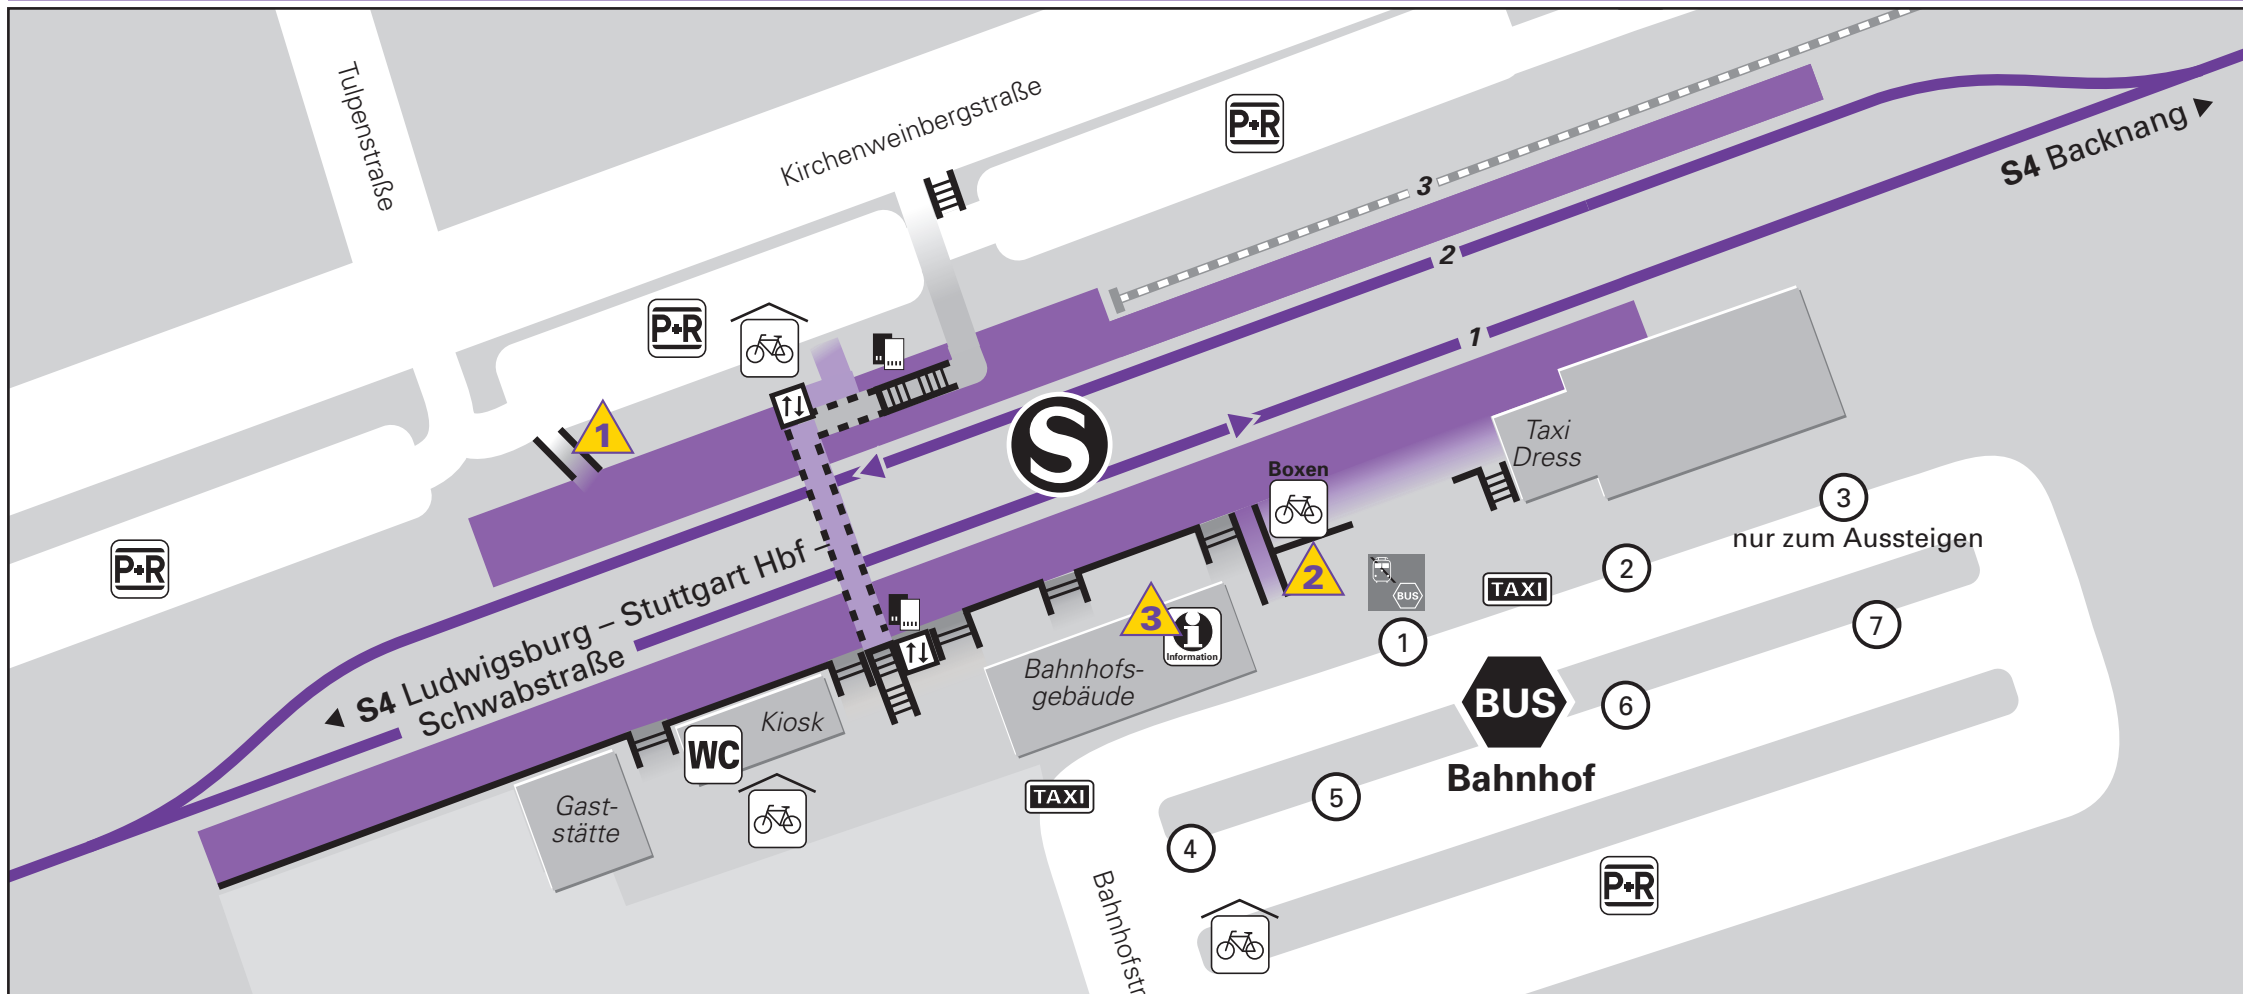 Tulpenstraße
Kirchenweinbergstraße
P+R
3
S4 Backnang
2
1
P+R
1
S
Taxi
Dress
Boxen
3
nur zum Aussteigen
P+R
S4 Ludwigsburg – Stuttgart Hbf –
Schwabstraße
2
BUS
TAXI
2
3
Information
1
7
Bahnhofs-
gebäude
BUS
6
Kiosk
WC
Bahnhof
TAXI
5
Gast-
stätte
4
P+R
Bahnhofstr